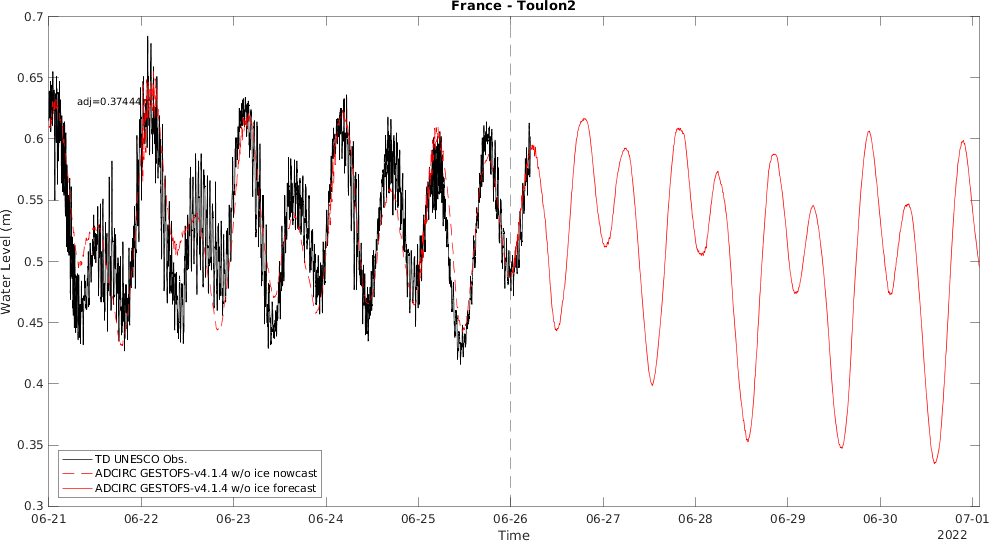 France - Toulon2
0.7
0.65
0.6
0.55
0.5
0.45
0.4
0.35
0.3
Water Level (m)
adj=0.37444
TD UNESCO Obs.
ADCIRC GESTOFS-v4.1.4 w/o ice nowcast
ADCIRC GESTOFS-v4.1.4 w/o ice forecast
06-21 06-22 06-23 06-24 06-25 06-26 06-27 06-28 06-29 06-30 07-01
Time
2022